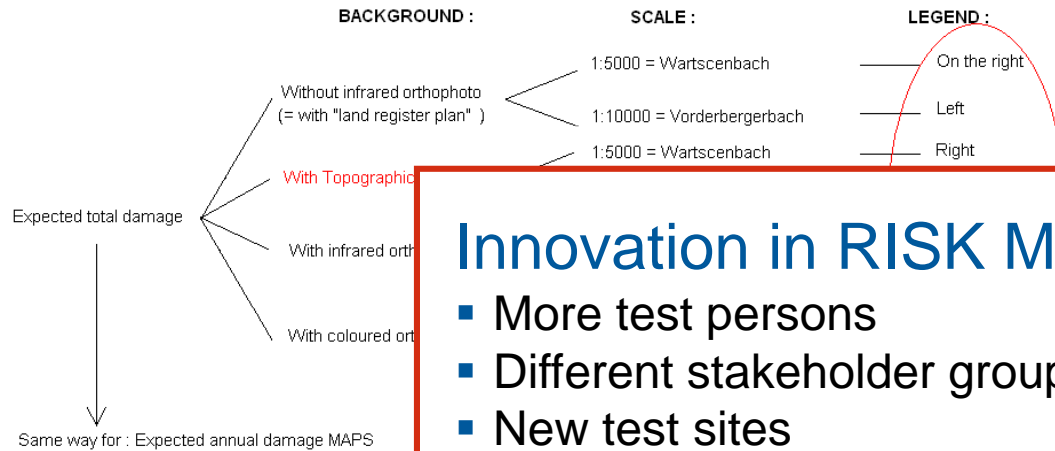 BACKGROUND : SCALE : LEGEND :
1:5000 = Wartscenbach On the right
Without infrared orthophoto
(= with "land register plan" )
1:10000 = Vorderbergerbach Left
1:5000 = Wartscenbach Right
With Topographic
Expected total damage
With infrared orth
With coloured ort
Same way for : Expected annual damage MAPS
Innovation in RISK M
▪ More test persons
▪ Different stakeholder group
▪ New test sites